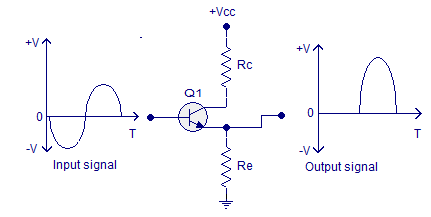 +Vcc
+V
+V
Rc
Q1
0
0
T
T
-V
-V
Input signal
Re
Output signal